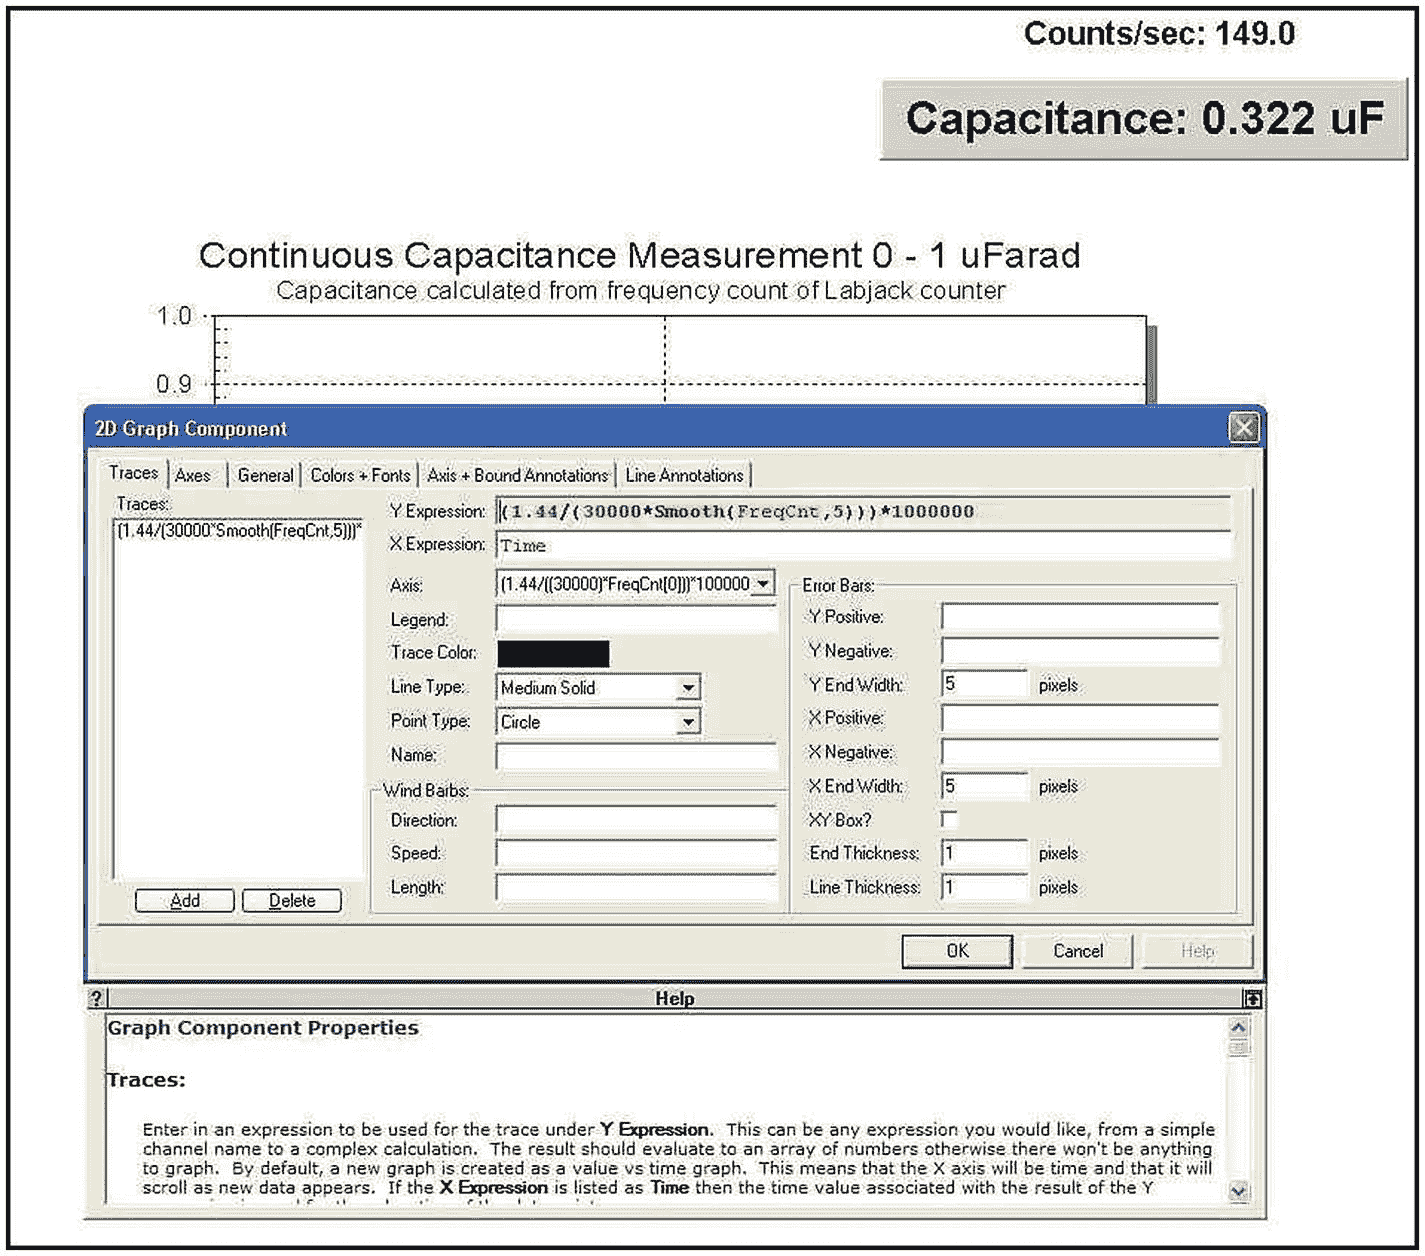 Counts/sec: 149.0
Capacitance: 0.322 uF
Continuous Capacitance Measurement 0 - 1 uFarad
Capacitance calculated from frequency count of Labjack counter
1.0
0.9
2D Graph Component
Traces Axes General Colors + Fonts Axis + Bound Annotations Line Annotations
Traces:
(1.44/(30000*Smooth(FreqCnt,5)))*
Y Expression: (1.44/(30000*Smooth(FreqCnt,5)))*1000000
X Expression: Time
Axis: (1.44/((30000)*FreqCnt[0]))*100000
Legend:
Trace Color:
Line Type: Medium Solid
Point Type: Circle
Name:
Wind Barbs:
Direction:
Speed:
Length:
Error Bars:
Y Positive:
Y Negative:
Y End Width: 5 pixels
X Positive:
X Negative:
X End Width: 5 pixels
XY Box?
End Thickness: 1 pixels
Line Thickness: 1 pixels
Add Delete
OK Cancel Help
? Help
Graph Component Properties
Traces:
Enter in an expression to be used for the trace under Y Expression. This can be any expression you would like, from a simple
channel name to a complex calculation. The result should evaluate to an array of numbers otherwise there won't be anything
to graph. By default, a new graph is created as a value vs time graph. This means that the X axis will be time and that it will
scroll as new data appears. If the X Expression is listed as Time then the time value associated with the result of the Y